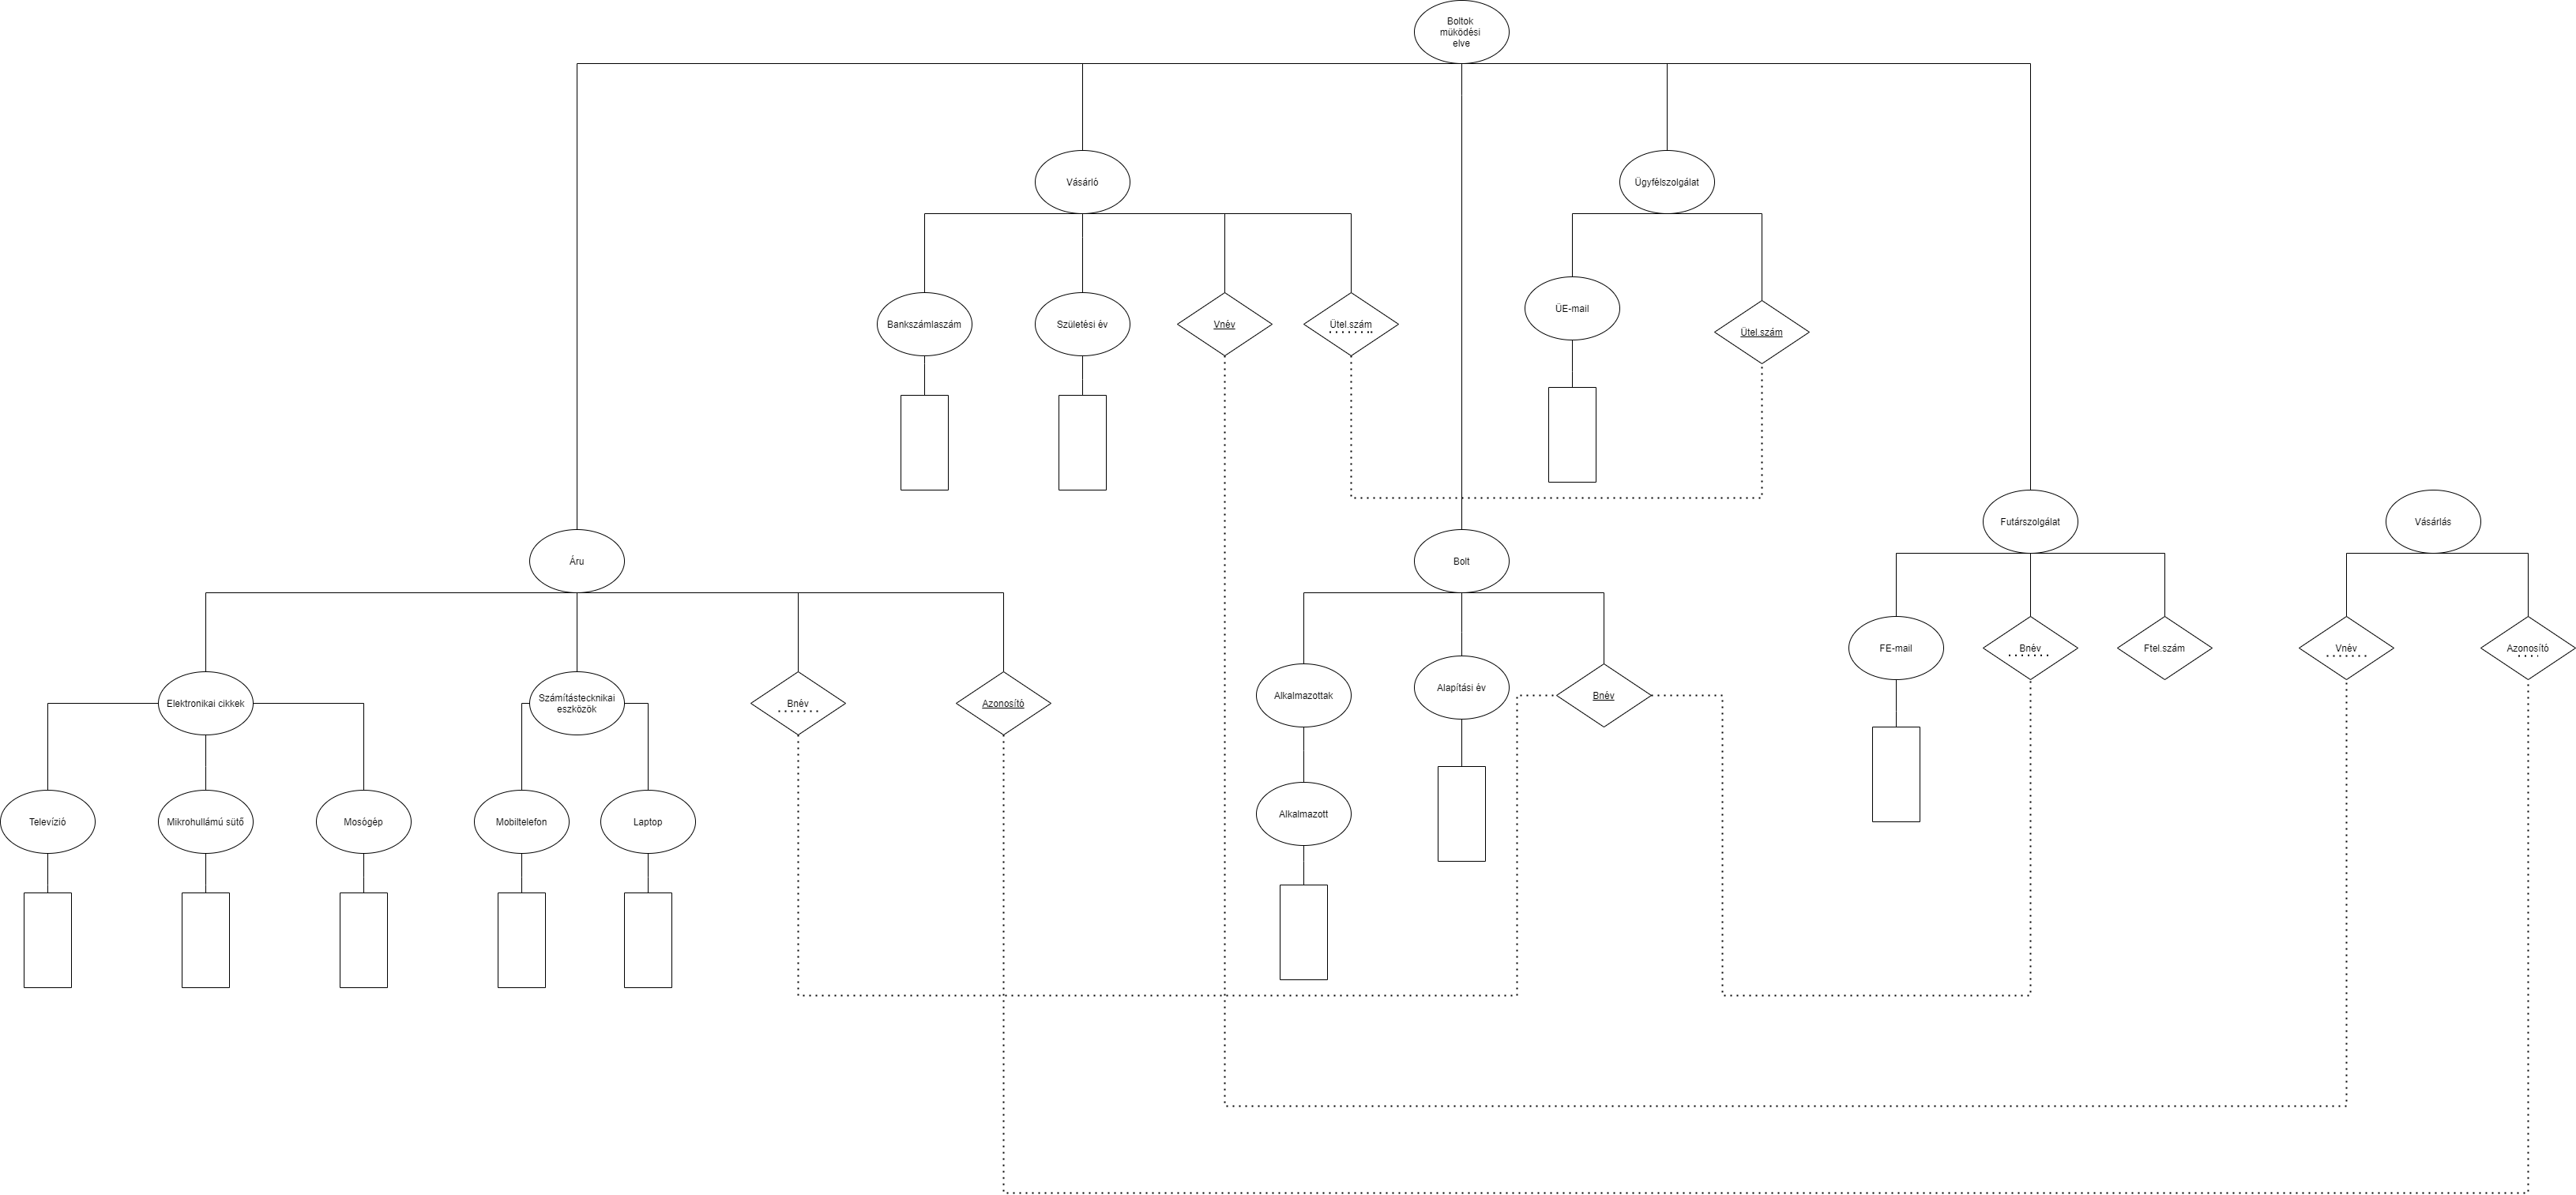 Boltok
működési
elve
Vásárló
Ügyfélszolgálat
ÜE-mail
Bankszámlaszám
Születési év
Vnév
Ütel.szám
Ütel.szám
Futárszolgálat
Vásárlás
Áru
Bolt
FE-mail
Bnév
Ftel.szám
Vnév
Azonosító
Elektronikai cikkek
Számítástecknikai
eszközök
Bnév
Azonosító
Alkalmazottak
Alapítási év
Bnév
Televízió
Mikrohullámú sütő
Mosógép
Mobiltelefon
Laptop
Alkalmazott